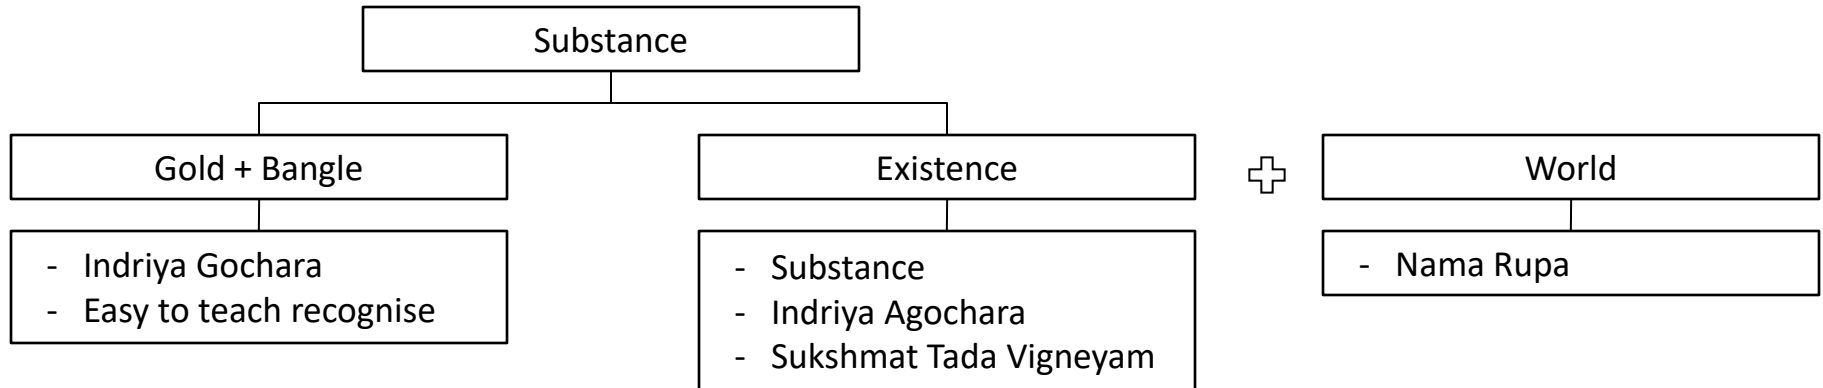 Substance
Gold + Bangle
Existence
World
- Indriya Gochara
- Easy to teach recognise
- Substance
- Indriya Agochara
- Sukshmat Tada Vigneyam
- Nama Rupa